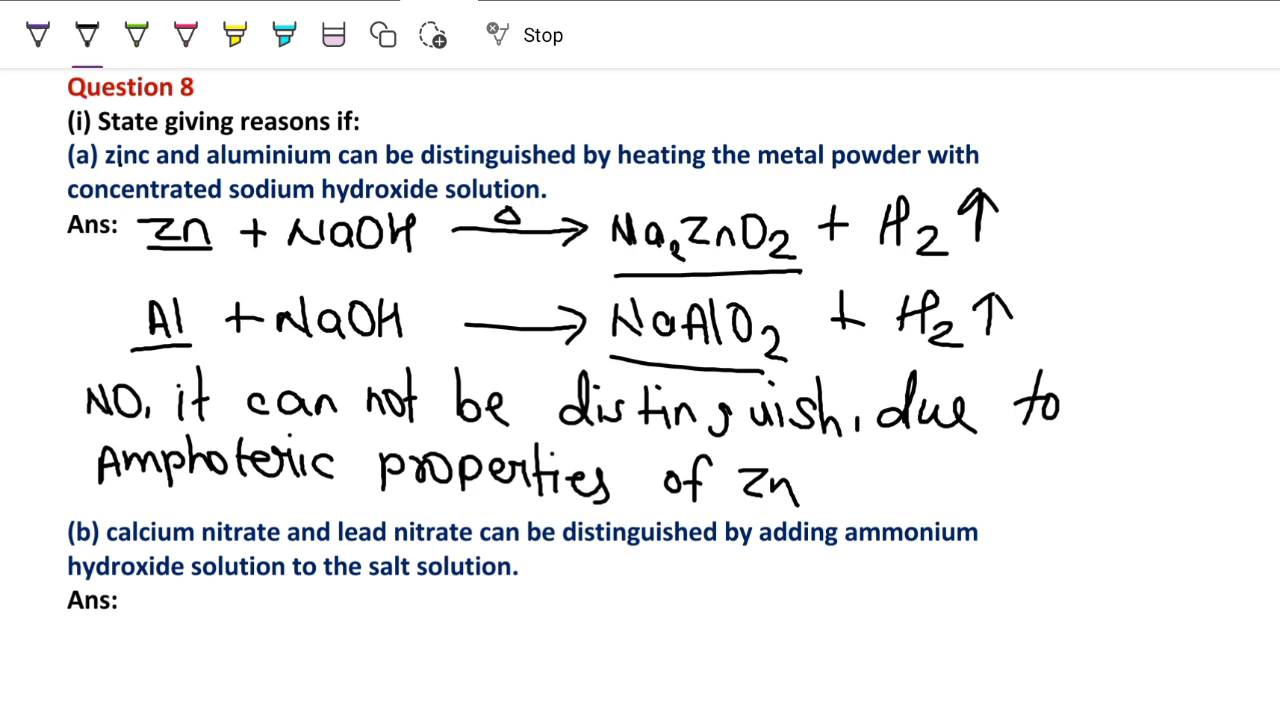 Stop
Question 8
(i) State giving reasons if:
(a) zinc and aluminium can be distinguished by heating the metal powder with
concentrated sodium hydroxide solution.
Ans: Zn + NaOH Δ → Na₂ZnO₂ + H₂↑
Al + NaOH → NaAlO₂ + H₂↑
NO, it can not be distinguish, due to
Amphoteric properties of Zn
(b) calcium nitrate and lead nitrate can be distinguished by adding ammonium
hydroxide solution to the salt solution.
Ans: